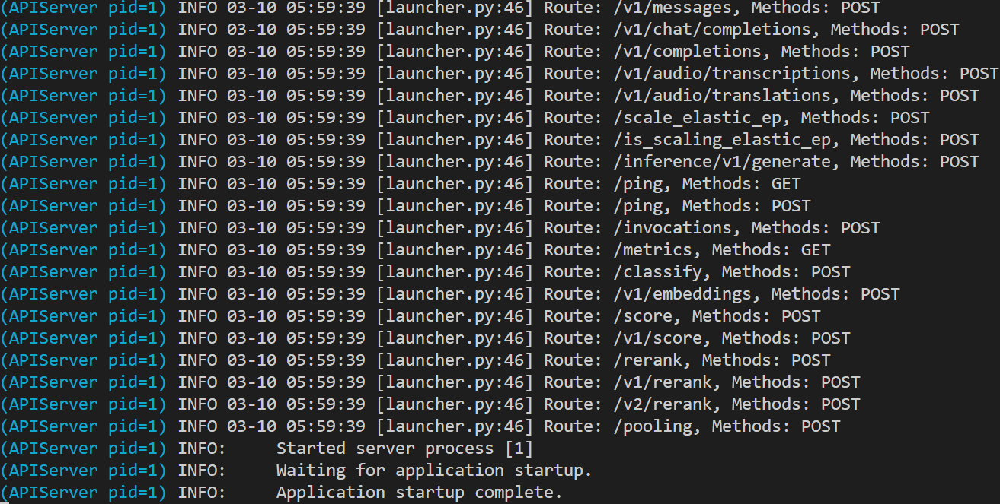 (APIServer pid=1) INFO 03-10 05:59:39 [launcher.py:46] Route: /v1/messages, Methods: POST
(APIServer pid=1) INFO 03-10 05:59:39 [launcher.py:46] Route: /v1/chat/completions, Methods: POST
(APIServer pid=1) INFO 03-10 05:59:39 [launcher.py:46] Route: /v1/completions, Methods: POST
(APIServer pid=1) INFO 03-10 05:59:39 [launcher.py:46] Route: /v1/audio/transcriptions, Methods: POST
(APIServer pid=1) INFO 03-10 05:59:39 [launcher.py:46] Route: /v1/audio/translations, Methods: POST
(APIServer pid=1) INFO 03-10 05:59:39 [launcher.py:46] Route: /scale_elastic_ep, Methods: POST
(APIServer pid=1) INFO 03-10 05:59:39 [launcher.py:46] Route: /is_scaling_elastic_ep, Methods: POST
(APIServer pid=1) INFO 03-10 05:59:39 [launcher.py:46] Route: /inference/v1/generate, Methods: POST
(APIServer pid=1) INFO 03-10 05:59:39 [launcher.py:46] Route: /ping, Methods: GET
(APIServer pid=1) INFO 03-10 05:59:39 [launcher.py:46] Route: /ping, Methods: POST
(APIServer pid=1) INFO 03-10 05:59:39 [launcher.py:46] Route: /invocations, Methods: POST
(APIServer pid=1) INFO 03-10 05:59:39 [launcher.py:46] Route: /metrics, Methods: GET
(APIServer pid=1) INFO 03-10 05:59:39 [launcher.py:46] Route: /classify, Methods: POST
(APIServer pid=1) INFO 03-10 05:59:39 [launcher.py:46] Route: /v1/embeddings, Methods: POST
(APIServer pid=1) INFO 03-10 05:59:39 [launcher.py:46] Route: /score, Methods: POST
(APIServer pid=1) INFO 03-10 05:59:39 [launcher.py:46] Route: /v1/score, Methods: POST
(APIServer pid=1) INFO 03-10 05:59:39 [launcher.py:46] Route: /rerank, Methods: POST
(APIServer pid=1) INFO 03-10 05:59:39 [launcher.py:46] Route: /v1/rerank, Methods: POST
(APIServer pid=1) INFO 03-10 05:59:39 [launcher.py:46] Route: /v2/rerank, Methods: POST
(APIServer pid=1) INFO 03-10 05:59:39 [launcher.py:46] Route: /pooling, Methods: POST
(APIServer pid=1) INFO:     Started server process [1]
(APIServer pid=1) INFO:     Waiting for application startup.
(APIServer pid=1) INFO:     Application startup complete.